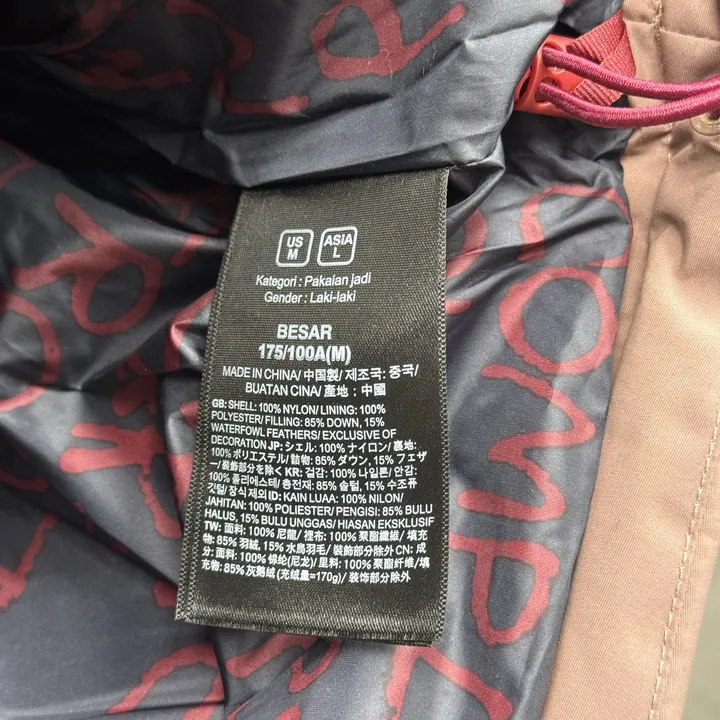 US
M
ASIA
L
Kategori : Pakaian jadi
Gender : Laki-laki
BESAR
175/100A(M)
MADE IN CHINA/ 中国製/ 제조국: 중국/
BUATAN CINA/ 產地 : 中國
GB: SHELL: 100% NYLON/ LINING: 100%
POLYESTER/ FILLING: 85% DOWN, 15%
WATERFOWL FEATHERS/ EXCLUSIVE OF
DECORATION JP: シェル: 100% ナイロン/ 裏地:
100% ポリエステル/ 詰物: 85% ダウン, 15% フェザ
ー/ 装飾部分を除く KR: 겉감: 100% 나일론/ 안감:
100% 폴리에스테/ 충전재: 85% 솜털, 15% 수조류
깃털/ 장식 제외 ID: KAIN LUAA: 100% NILON/
JAHITAN: 100% POLIESTER/ PENGISI: 85% BULU
HALUS, 15% BULU UNGGAS/ HIASAN EKSKLUSIF
TW: 面料: 100% 尼龍/ 裡布: 100% 聚酯纖維/ 填充
物: 85% 羽絨, 15% 水鳥羽毛/ 裝飾部分除外 CN: 成
分: 面料: 100% 锦纶(尼龙)/ 里料: 100% 聚酯纤维/ 填
充物: 85% 灰鹅绒 (充绒量=170g)/ 装饰部分除外